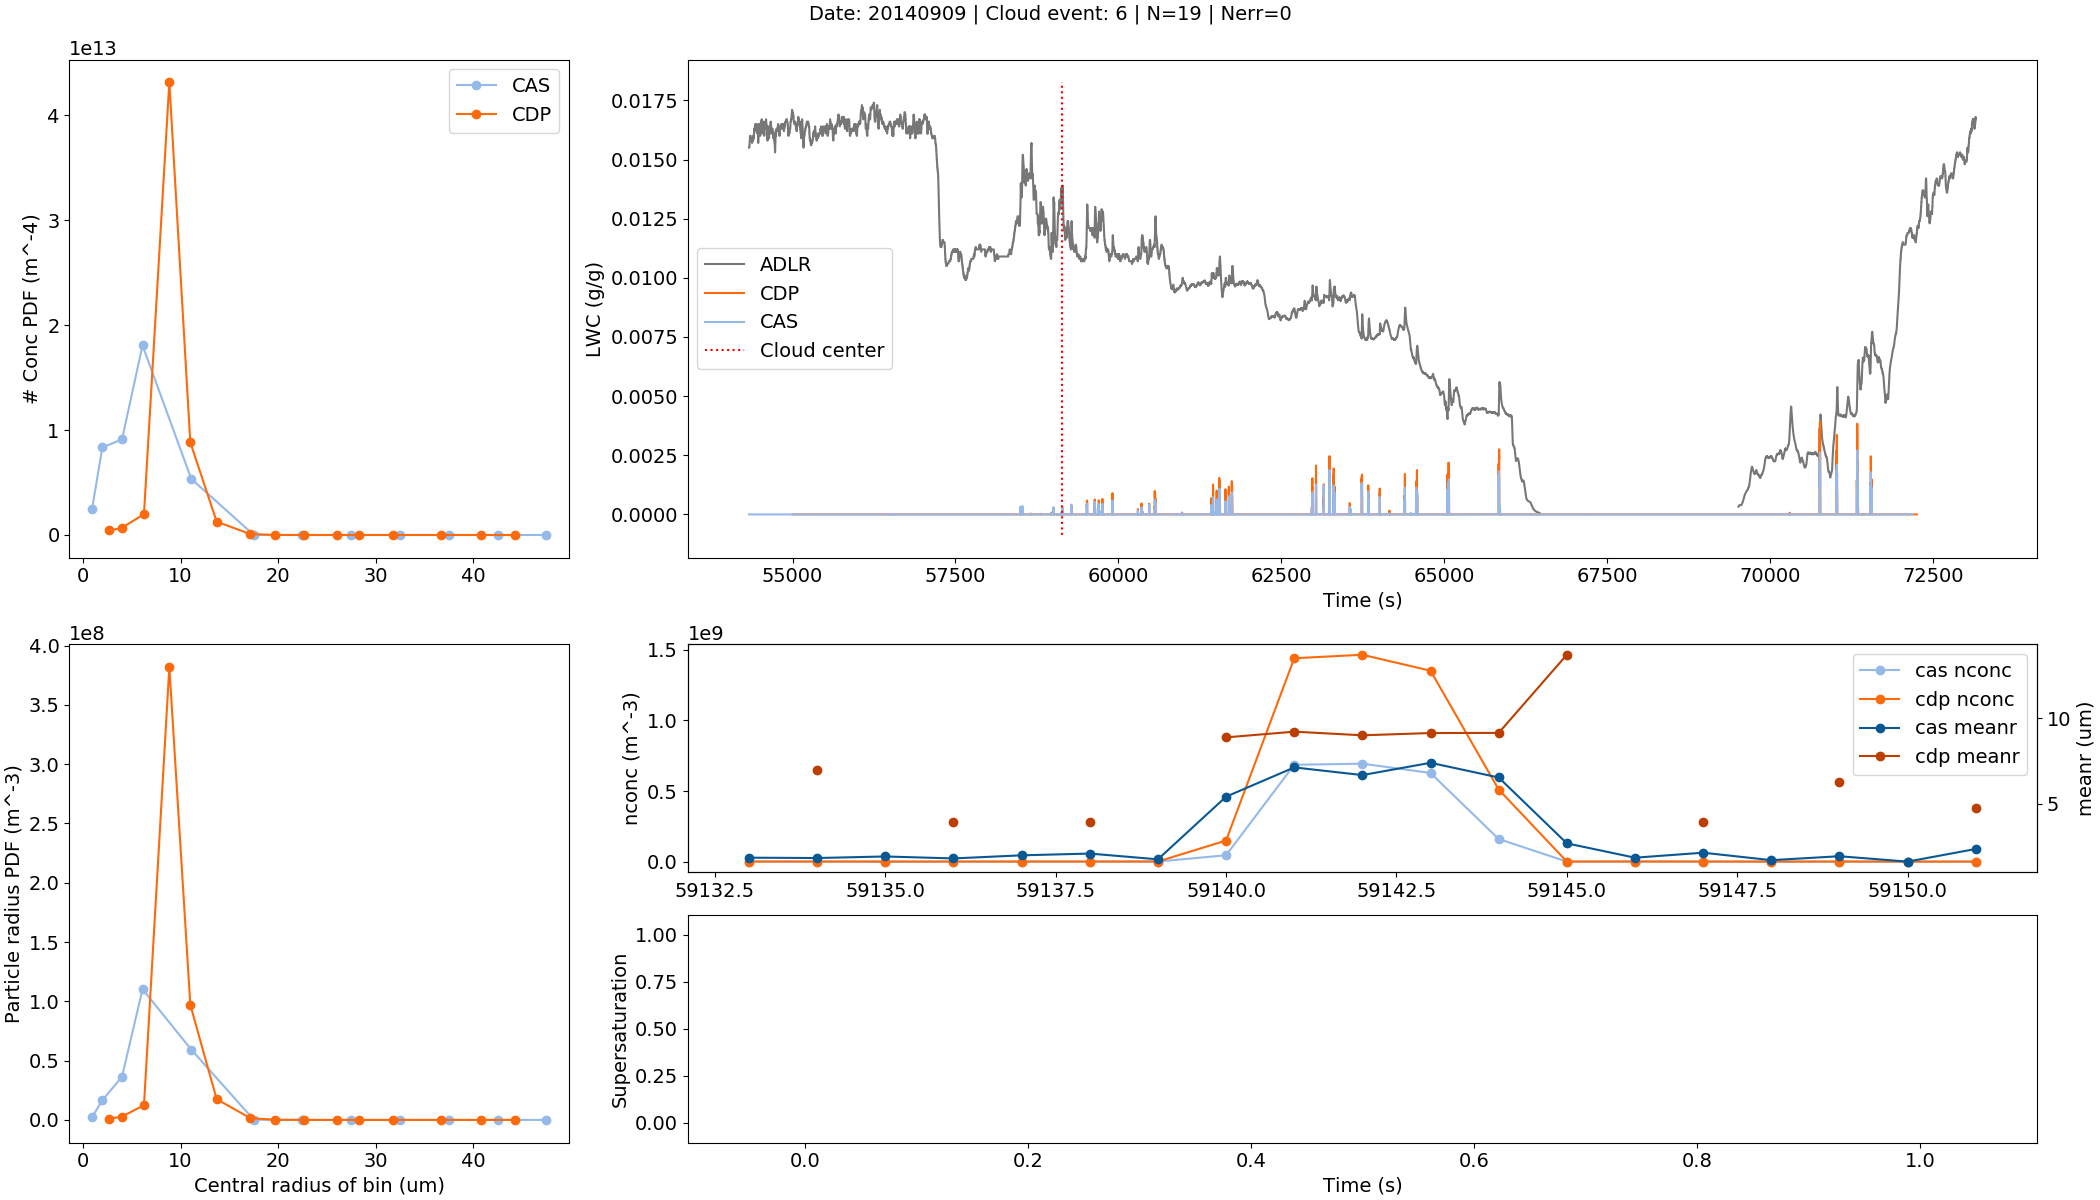 Date: 20140909 | Cloud event: 6 | N=19 | Nerr=0
1e13
# Conc PDF (m^-4)
4
3
2
1
0
0 10 20 30 40
CAS
CDP
LWC (g/g)
0.0175
0.0150
0.0125
0.0100
0.0075
0.0050
0.0025
0.0000
ADLR
CDP
CAS
Cloud center
55000 57500 60000 62500 65000 67500 70000 72500
Time (s)
1e8
Particle radius PDF (m^-3)
4.0
3.5
3.0
2.5
2.0
1.5
1.0
0.5
0.0
0 10 20 30 40
Central radius of bin (um)
1e9
nconc (m^-3)
1.5
1.0
0.5
0.0
cas nconc
cdp nconc
cas meanr
cdp meanr
10
5
meanr (um)
59132.5 59135.0 59137.5 59140.0 59142.5 59145.0 59147.5 59150.0
Supersaturation
1.00
0.75
0.50
0.25
0.00
0.0 0.2 0.4 0.6 0.8 1.0
Time (s)